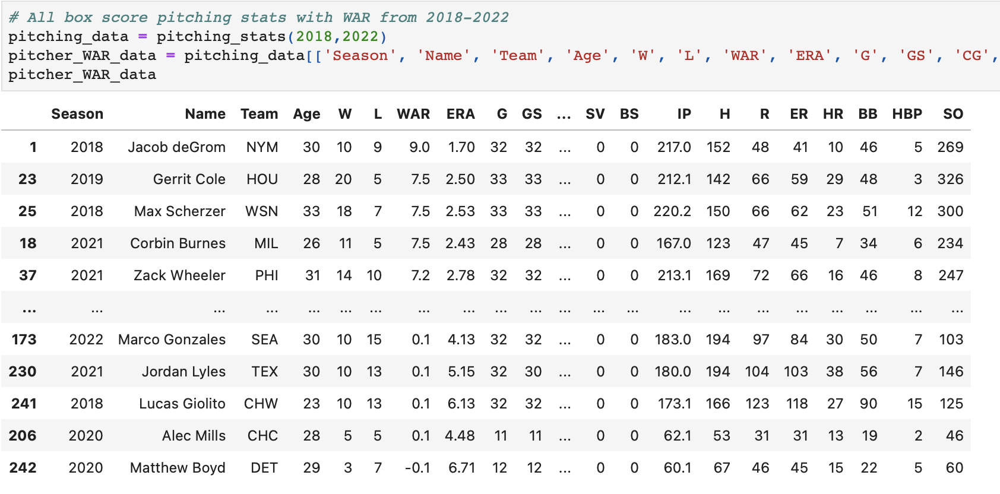 # All box score pitching stats with WAR from 2018-2022
pitching_data = pitching_stats(2018,2022)
pitcher_WAR_data = pitching_data[['Season', 'Name', 'Team', 'Age', 'W', 'L', 'WAR', 'ERA', 'G', 'GS', 'CG',
pitcher_WAR_data
Season Name Team Age W L WAR ERA G GS ... SV BS IP H R ER HR BB HBP SO
1 2018 Jacob deGrom NYM 30 10 9 9.0 1.70 32 32 ... 0 0 217.0 152 48 41 10 46 5 269
23 2019 Gerrit Cole HOU 28 20 5 7.5 2.50 33 33 ... 0 0 212.1 142 66 59 29 48 3 326
25 2018 Max Scherzer WSN 33 18 7 7.5 2.53 33 33 ... 0 0 220.2 150 66 62 23 51 12 300
18 2021 Corbin Burnes MIL 26 11 5 7.5 2.43 28 28 ... 0 0 167.0 123 47 45 7 34 6 234
37 2021 Zack Wheeler PHI 31 14 10 7.2 2.78 32 32 ... 0 0 213.1 169 72 66 16 46 8 247
... ... ... ... ... ... ... ... ... ... ... ... ... ... ... ... ... ... ... ... ... ...
173 2022 Marco Gonzales SEA 30 10 15 0.1 4.13 32 32 ... 0 0 183.0 194 97 84 30 50 7 103
230 2021 Jordan Lyles TEX 30 10 13 0.1 5.15 32 30 ... 0 0 180.0 194 104 103 38 56 7 146
241 2018 Lucas Giolito CHW 23 10 13 0.1 6.13 32 32 ... 0 0 173.1 166 123 118 27 90 15 125
206 2020 Alec Mills CHC 28 5 5 0.1 4.48 11 11 ... 0 0 62.1 53 31 31 13 19 2 46
242 2020 Matthew Boyd DET 29 3 7 -0.1 6.71 12 12 ... 0 0 60.1 67 46 45 15 22 5 60